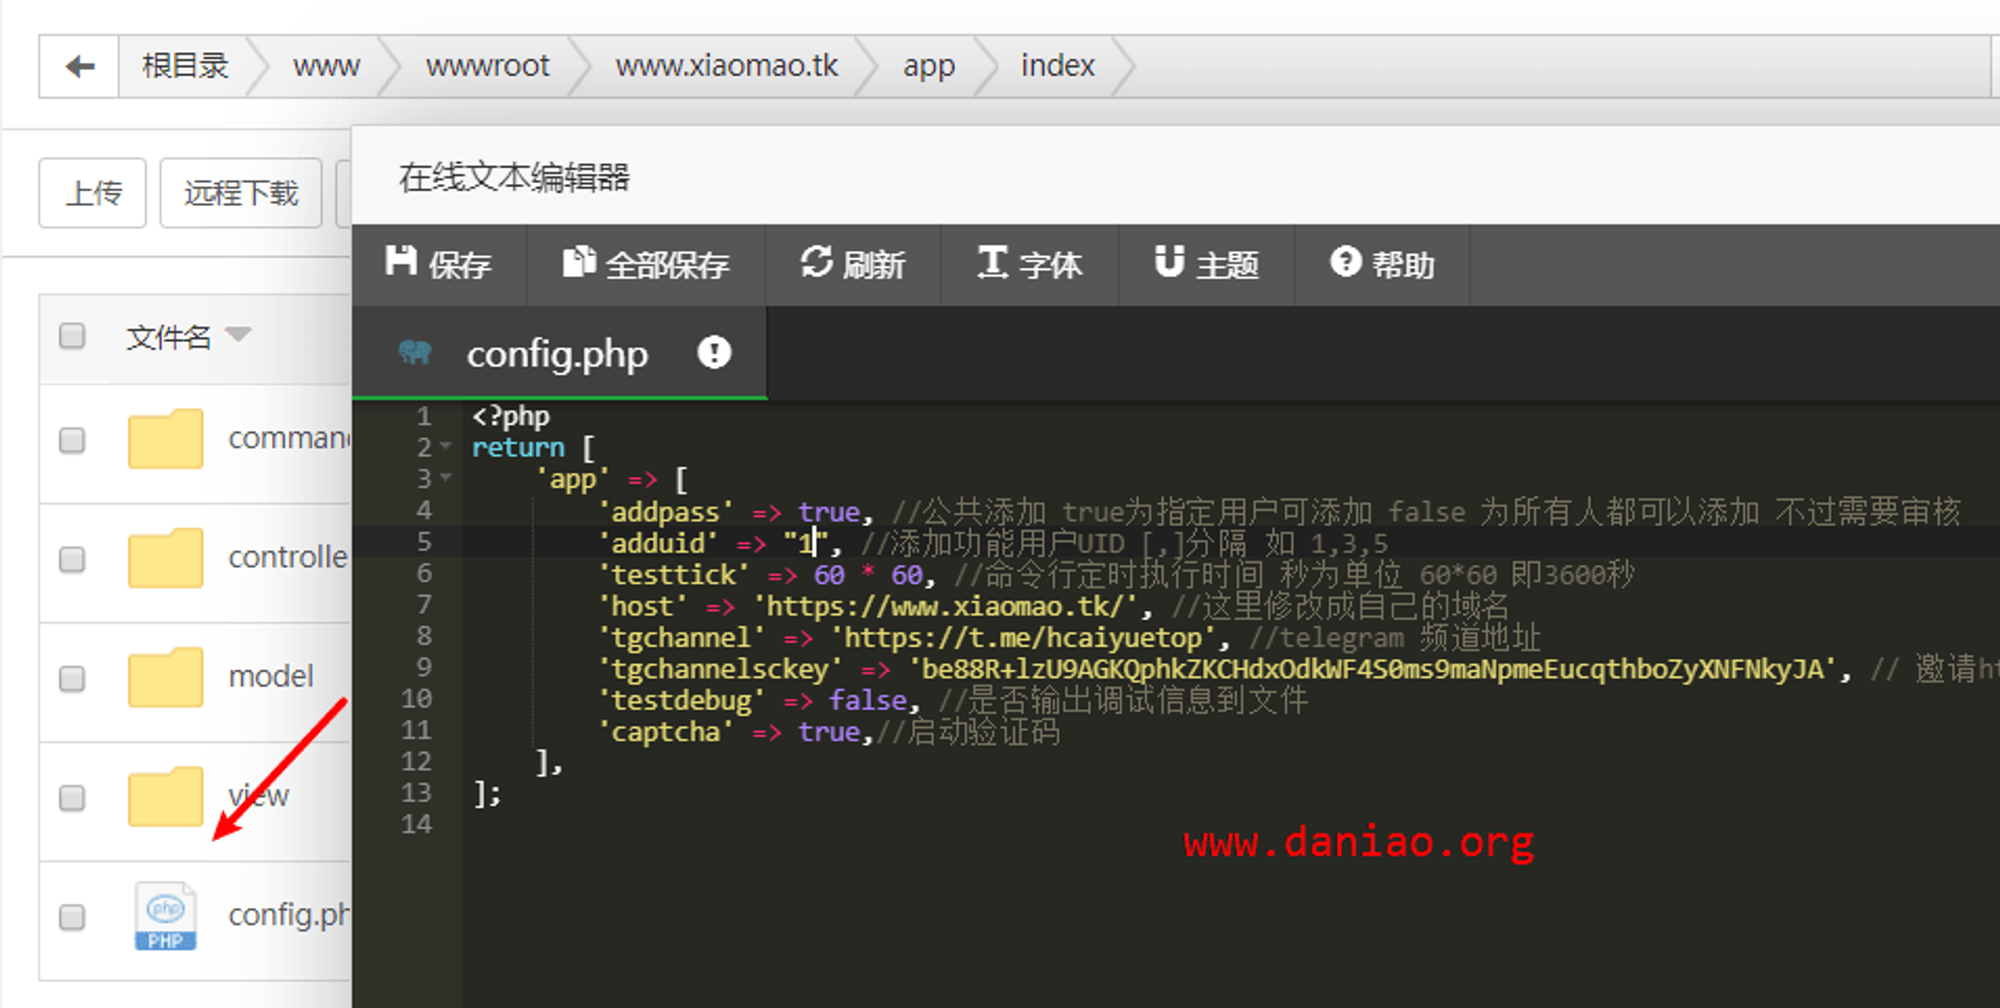 根目录 www wwwroot www.xiaomao.tk app index
在线文本编辑器
上传 远程下载
保存 全部保存 刷新 字体 主题 帮助
文件名
config.php
comman
controlle
model
view
config.ph
PHP
1 <?php
2 return [
3 'app' => [
4 'addpass' => true, //公共添加 true为指定用户可添加 false 为所有人都可以添加 不过需要审核
5 'adduid' => "1", //添加功能用户UID [,]分隔 如 1,3,5
6 'testtick' => 60 * 60, //命令行定时执行时间 秒为单位 60*60 即3600秒
7 'host' => 'https://www.xiaomao.tk/', //这里修改成自己的域名
8 'tgchannel' => 'https://t.me/hcaiyuetop', //telegram 频道地址
9 'tgchannelsckey' => 'be88R+lzU9AGKQphkZKCHdxOdkWF4S0ms9maNpmeEucqthboZyXNFNkyJA', // 邀请ht
10 'testdebug' => false, //是否输出调试信息到文件
11 'captcha' => true,//启动验证码
12 ],
13 ];
14
www.daniao.org